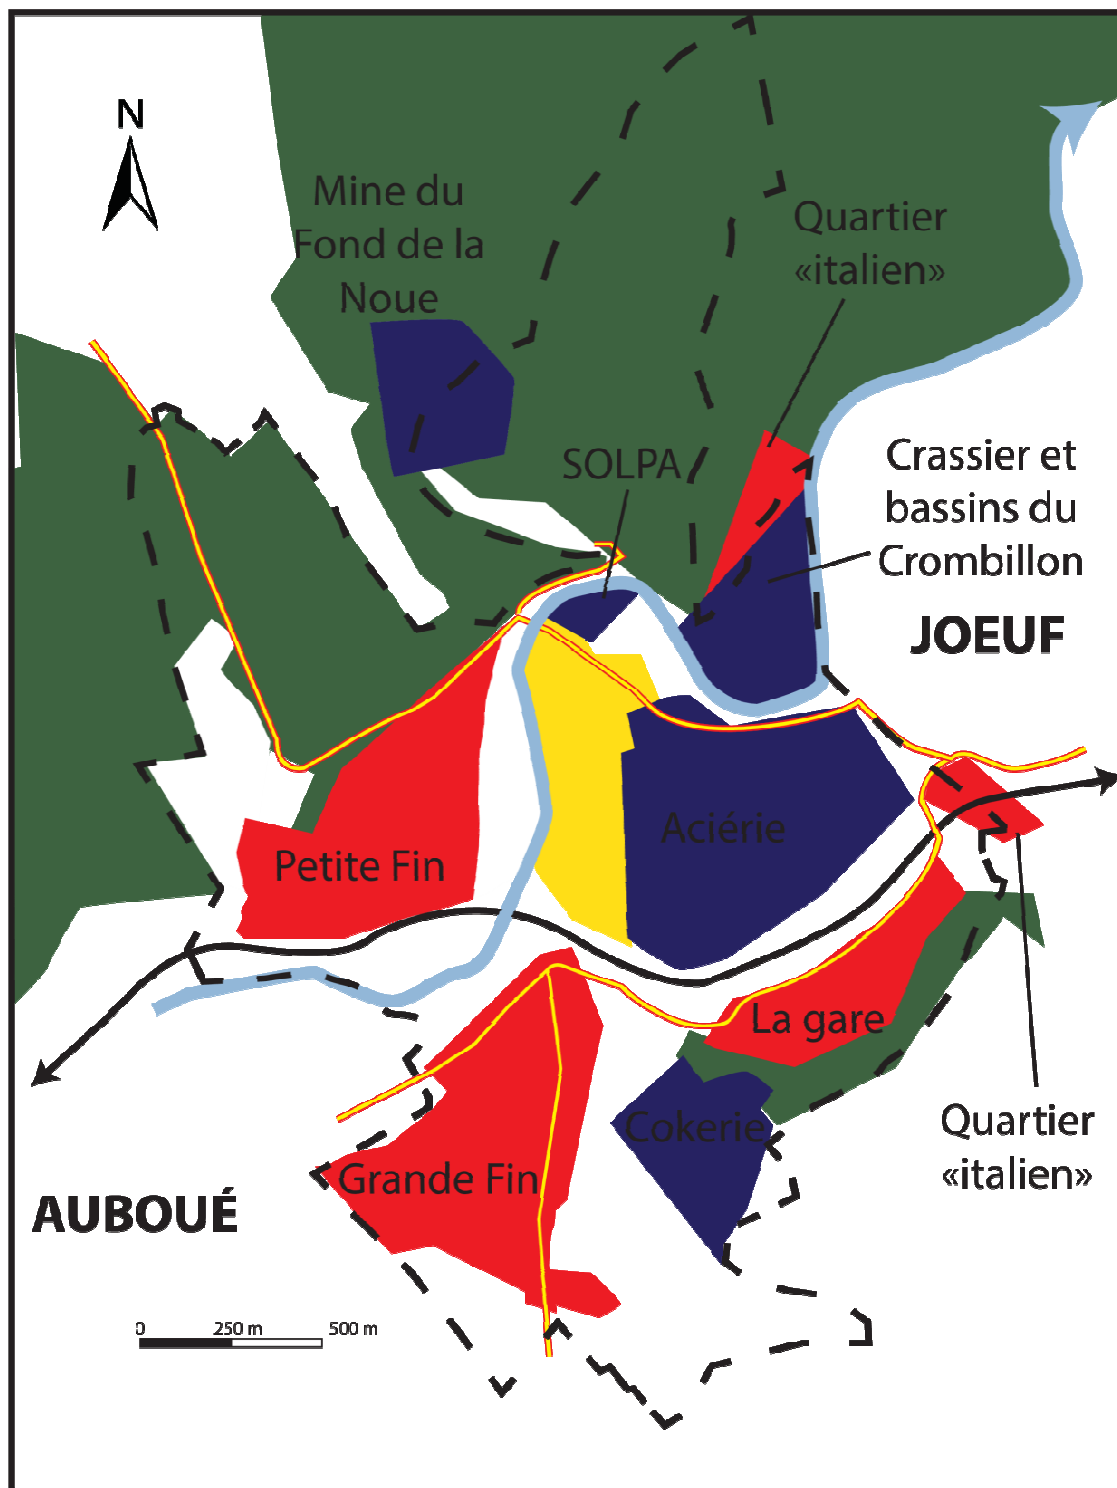 N
Mine du
Fond de la
Noue
Quartier
«italien»
SOLPA
Crassier et
bassins du
Crombillon
JOEUF
Aciérie
Petite Fin
La gare
Cokerie
Quartier
«italien»
Grande Fin
AUBOUÉ
0 250 m 500 m